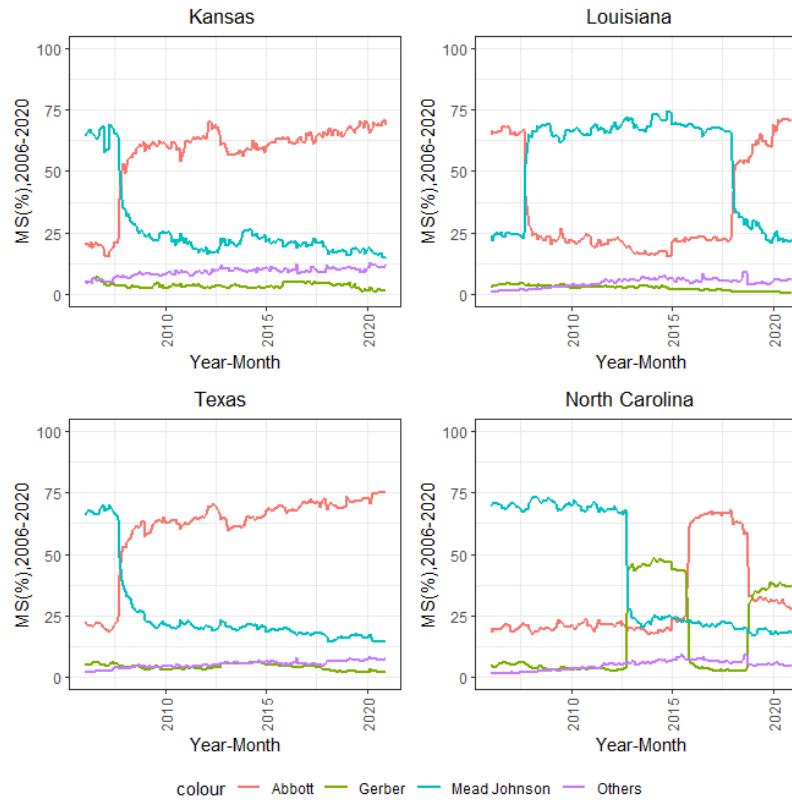 Kansas
Louisiana
100
75
50
25
0
MS(%),2006-2020
2010
2015
2020
Year-Month
100
75
50
25
0
MS(%),2006-2020
2010
2015
2020
Year-Month
Texas
North Carolina
100
75
50
25
0
MS(%),2006-2020
2010
2015
2020
Year-Month
100
75
50
25
0
MS(%),2006-2020
2010
2015
2020
Year-Month
colour Abbott Gerber Mead Johnson Others